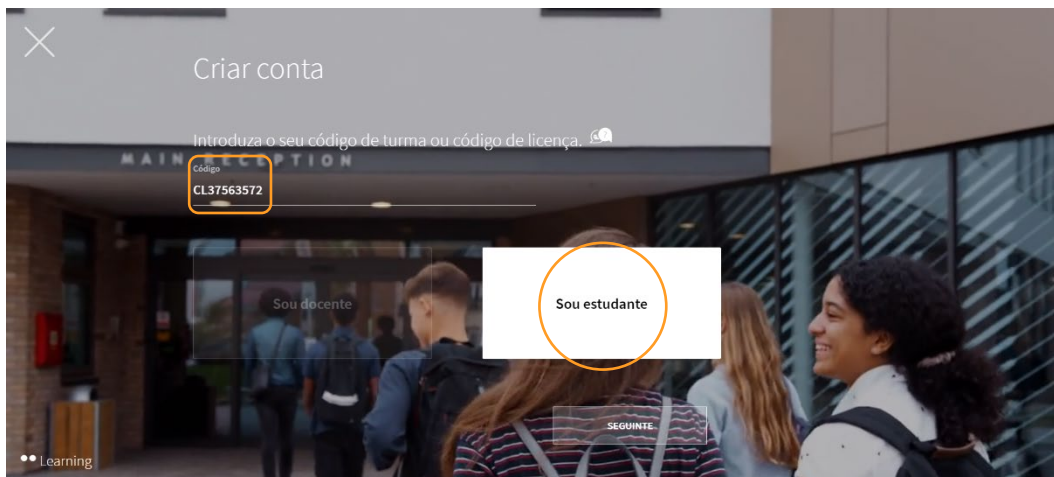 Criar conta
Introduza o seu código de turma ou código de licença.
MAIN RECEPTION
Código
CL37563572
Sou docente
Sou estudante
SEGUINTE
Learning